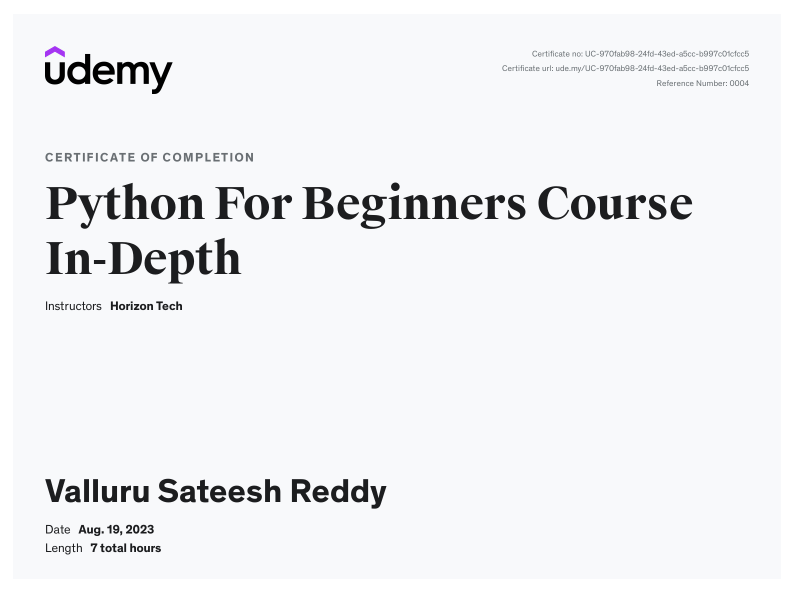 udemy
Certificate no: UC-970fab98-24fd-43ed-a5cc-b997c01cfcc5
Certificate url: ude.my/UC-970fab98-24fd-43ed-a5cc-b997c01cfcc5
Reference Number: 0004
CERTIFICATE OF COMPLETION
Python For Beginners Course
In-Depth
Instructors Horizon Tech
Valluru Sateesh Reddy
Date Aug. 19, 2023
Length 7 total hours